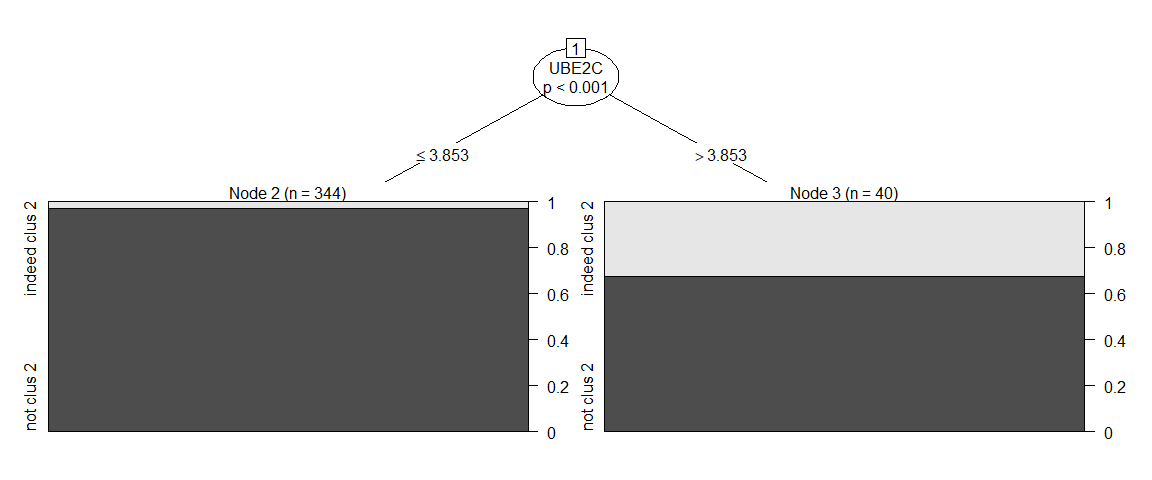 1
UBE2C
p < 0.001
≤ 3.853
> 3.853
Node 2 (n = 344)
indeed clus 2
not clus 2
1
0.8
0.6
0.4
0.2
0
Node 3 (n = 40)
indeed clus 2
not clus 2
1
0.8
0.6
0.4
0.2
0